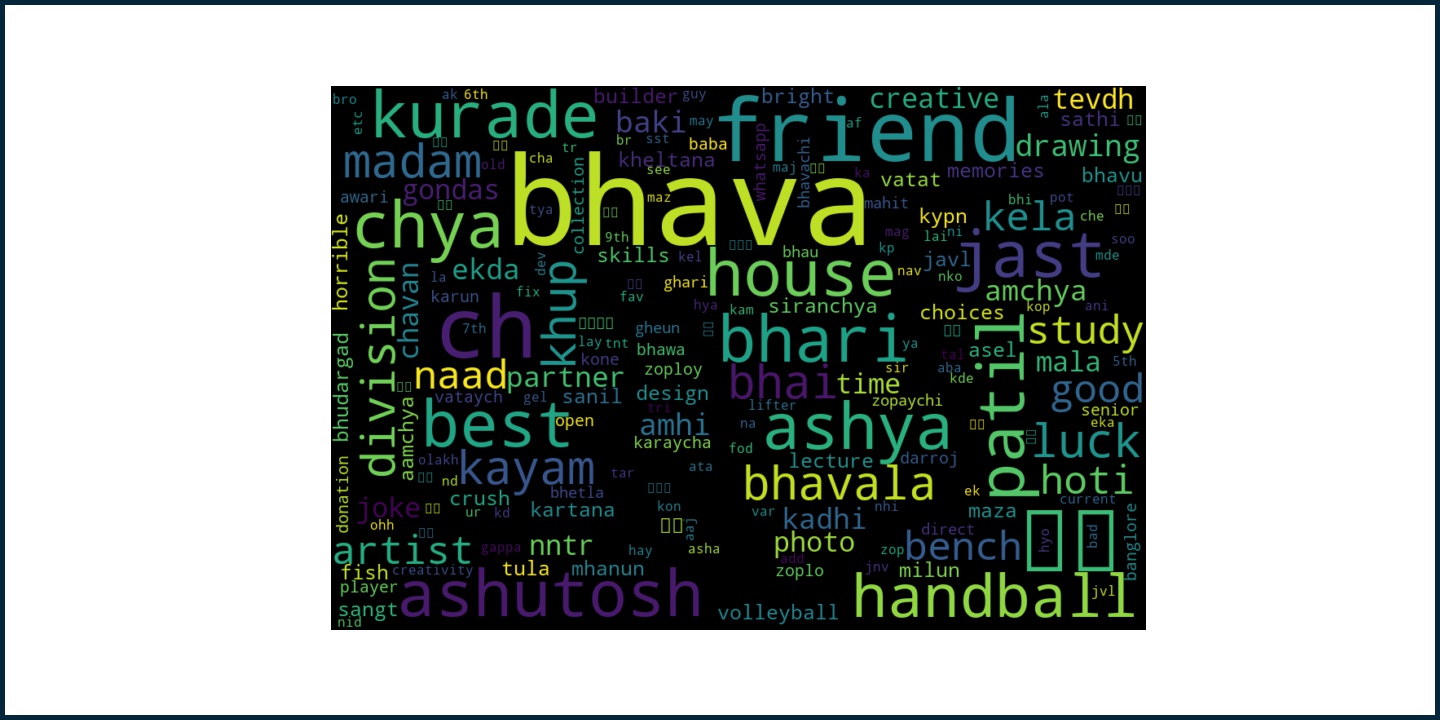 bro
ak
6th
builder
guy
bright
creative
tevdh
etc
kurade
baki
may
friend
af
ala
sathi
madam
old
tr
br
sst
baba
whatsapp
drawing
cha
kheltana
see
maj
bhavachi
ka
vatat
memories
bhavu
awari
gondas
bhava
maz
mahit
bhi
pot
chya
tya
collection
9th
kypn
kela
che
horrible
mag
lai
ni
jast
soo
skills
kel
bhau
house
kp
javl
mde
ekda
dev
la
ghari
nav
nko
amchya
division
chavan
karun
khup
fix
fav
hya
siranchya
choices
kop
ani
ch
7th
kam
gheun
bhari
patil
study
lay
tnt
bhawa
ya
tal
asel
mala
5th
bhudargad
kone
naad
partner
zoploy
bhai
time
sir
aba
kde
good
vataych
gel
sanil
design
zopaychi
aamchya
best
open
tri
lifter
senior
amhi
na
ashya
eka
luck
karaycha
fod
olakh
kayam
lecture
darroj
donation
nd
tar
ata
bhavala
ek
hoti
crush
bhetla
joke
ur
kd
kartana
kon
var
kadhi
nhi
maza
current
ohh
aaj
direct
hyo
bad
banglore
artist
gappa
nntr
hay
asha
photo
add
zop
bench
fish
creativity
tula
mhanun
zoplo
jnv
milun
player
ashutosh
handball
jvl
sangt
volleyball
nid